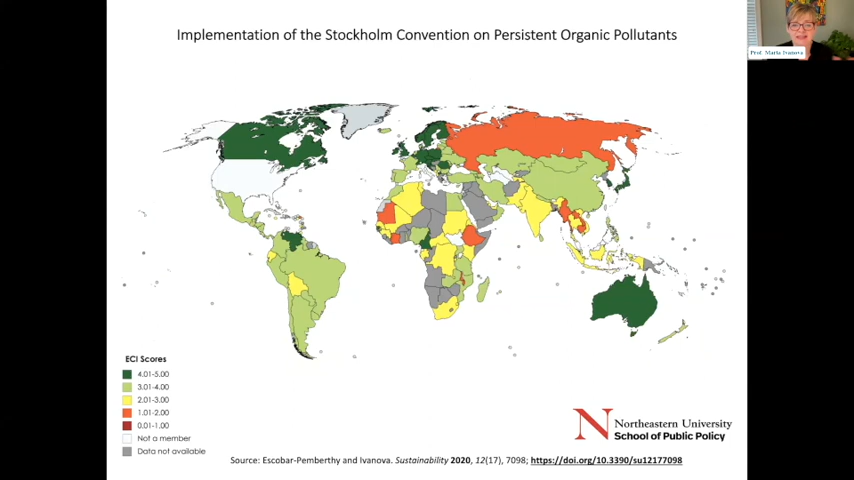 Implementation of the Stockholm Convention on Persistent Organic Pollutants
Prof. Maria Ivanova
ECI Scores
4.01-5.00
3.01-4.00
2.01-3.00
1.01-2.00
0.01-1.00
Not a member
Data not available
N
Northeastern University
School of Public Policy
Source: Escobar-Pemberthy and Ivanova. Sustainability 2020, 12(17), 7098; https://doi.org/10.3390/su12177098